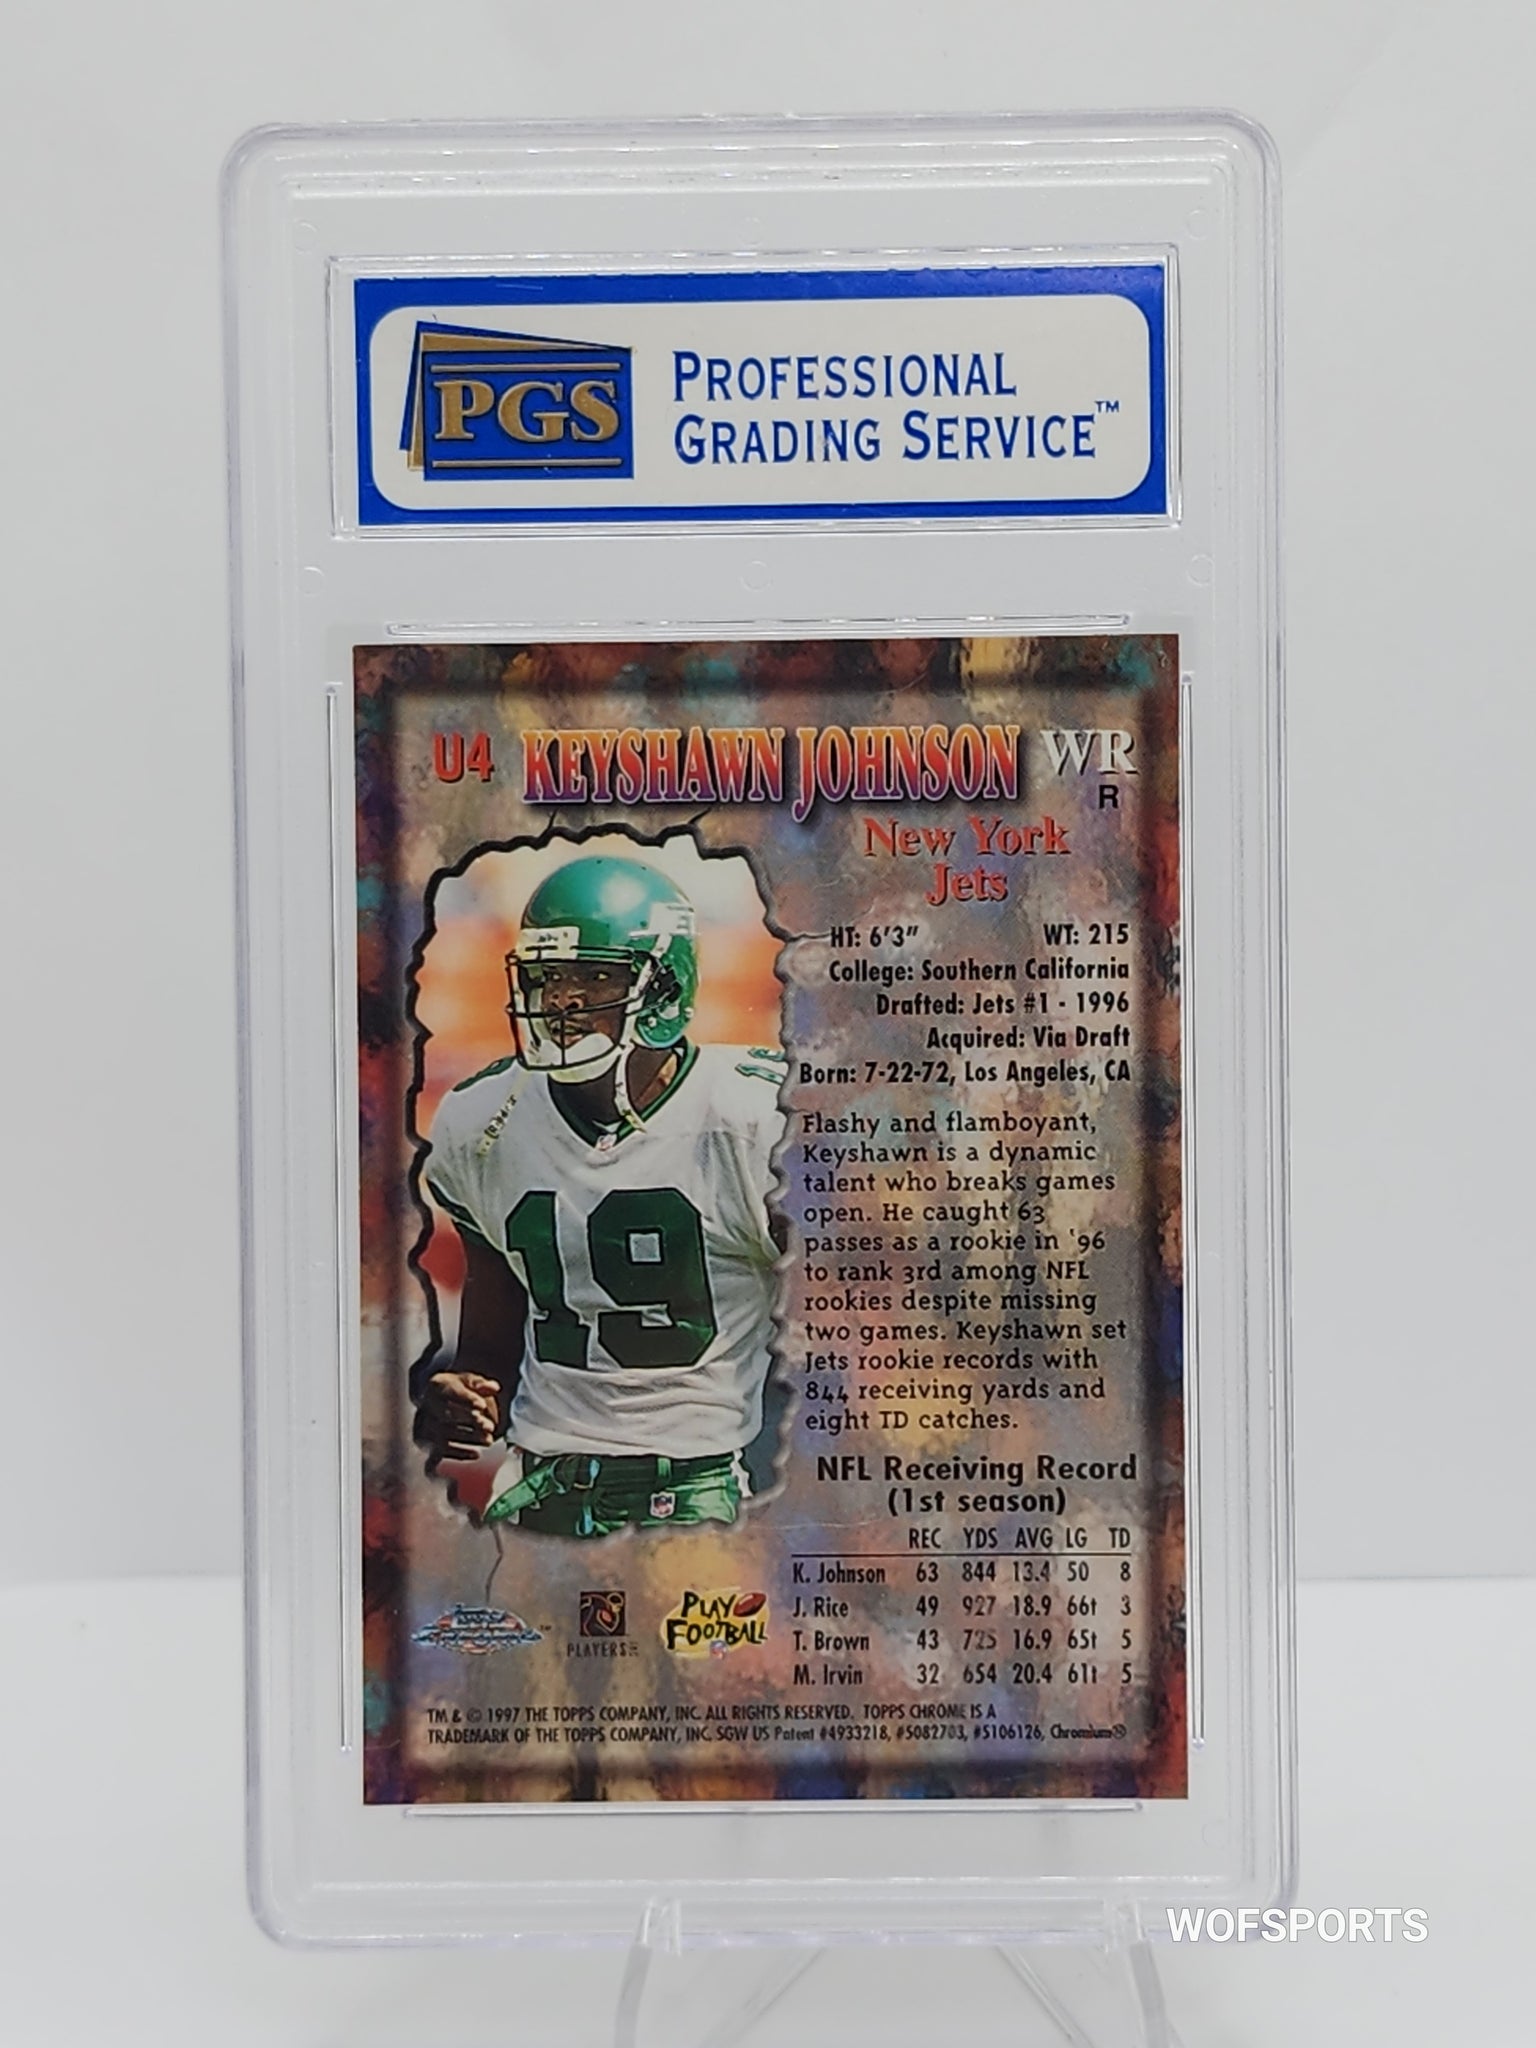 PGS
PROFESSIONAL
GRADING SERVICE™
U4 KEYSHAWN JOHNSON WR
R
New York
Jets
HT: 6'3" WT: 215
College: Southern California
Drafted: Jets #1 - 1996
Acquired: Via Draft
Born: 7-22-72, Los Angeles, CA
Flashy and flamboyant,
Keyshawn is a dynamic
talent who breaks games
open. He caught 63
passes as a rookie in '96
to rank 3rd among NFL
rookies despite missing
two games. Keyshawn set
Jets rookie records with
844 receiving yards and
eight TD catches.
19
NFL Receiving Record
(1st season)
REC YDS AVG LG TD
K. Johnson 63 844 13.4 50 8
J. Rice 49 927 18.9 66t 3
T. Brown 43 725 16.9 65t 5
M. Irvin 32 654 20.4 61t 5
PLAYERS
PLAY
FOOTBALL
TM & © 1997 THE TOPPS COMPANY, INC. ALL RIGHTS RESERVED. TOPPS CHROME IS A
TRADEMARK OF THE TOPPS COMPANY, INC. SGW US Patent #4933218, #5082703, #5106126, Chromium®
WOFSPORTS